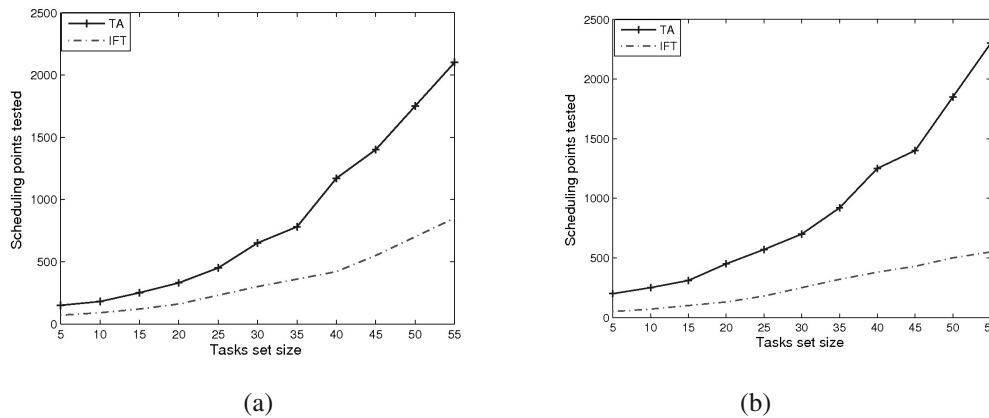 2500
2000
1500
1000
500
0
Scheduling points tested
TA
IFT
5 10 15 20 25 30 35 40 45 50 55
Tasks set size
(a)
2500
2000
1500
1000
500
0
Scheduling points tested
TA
IFT
5 10 15 20 25 30 35 40 45 50
Tasks set size
(b)